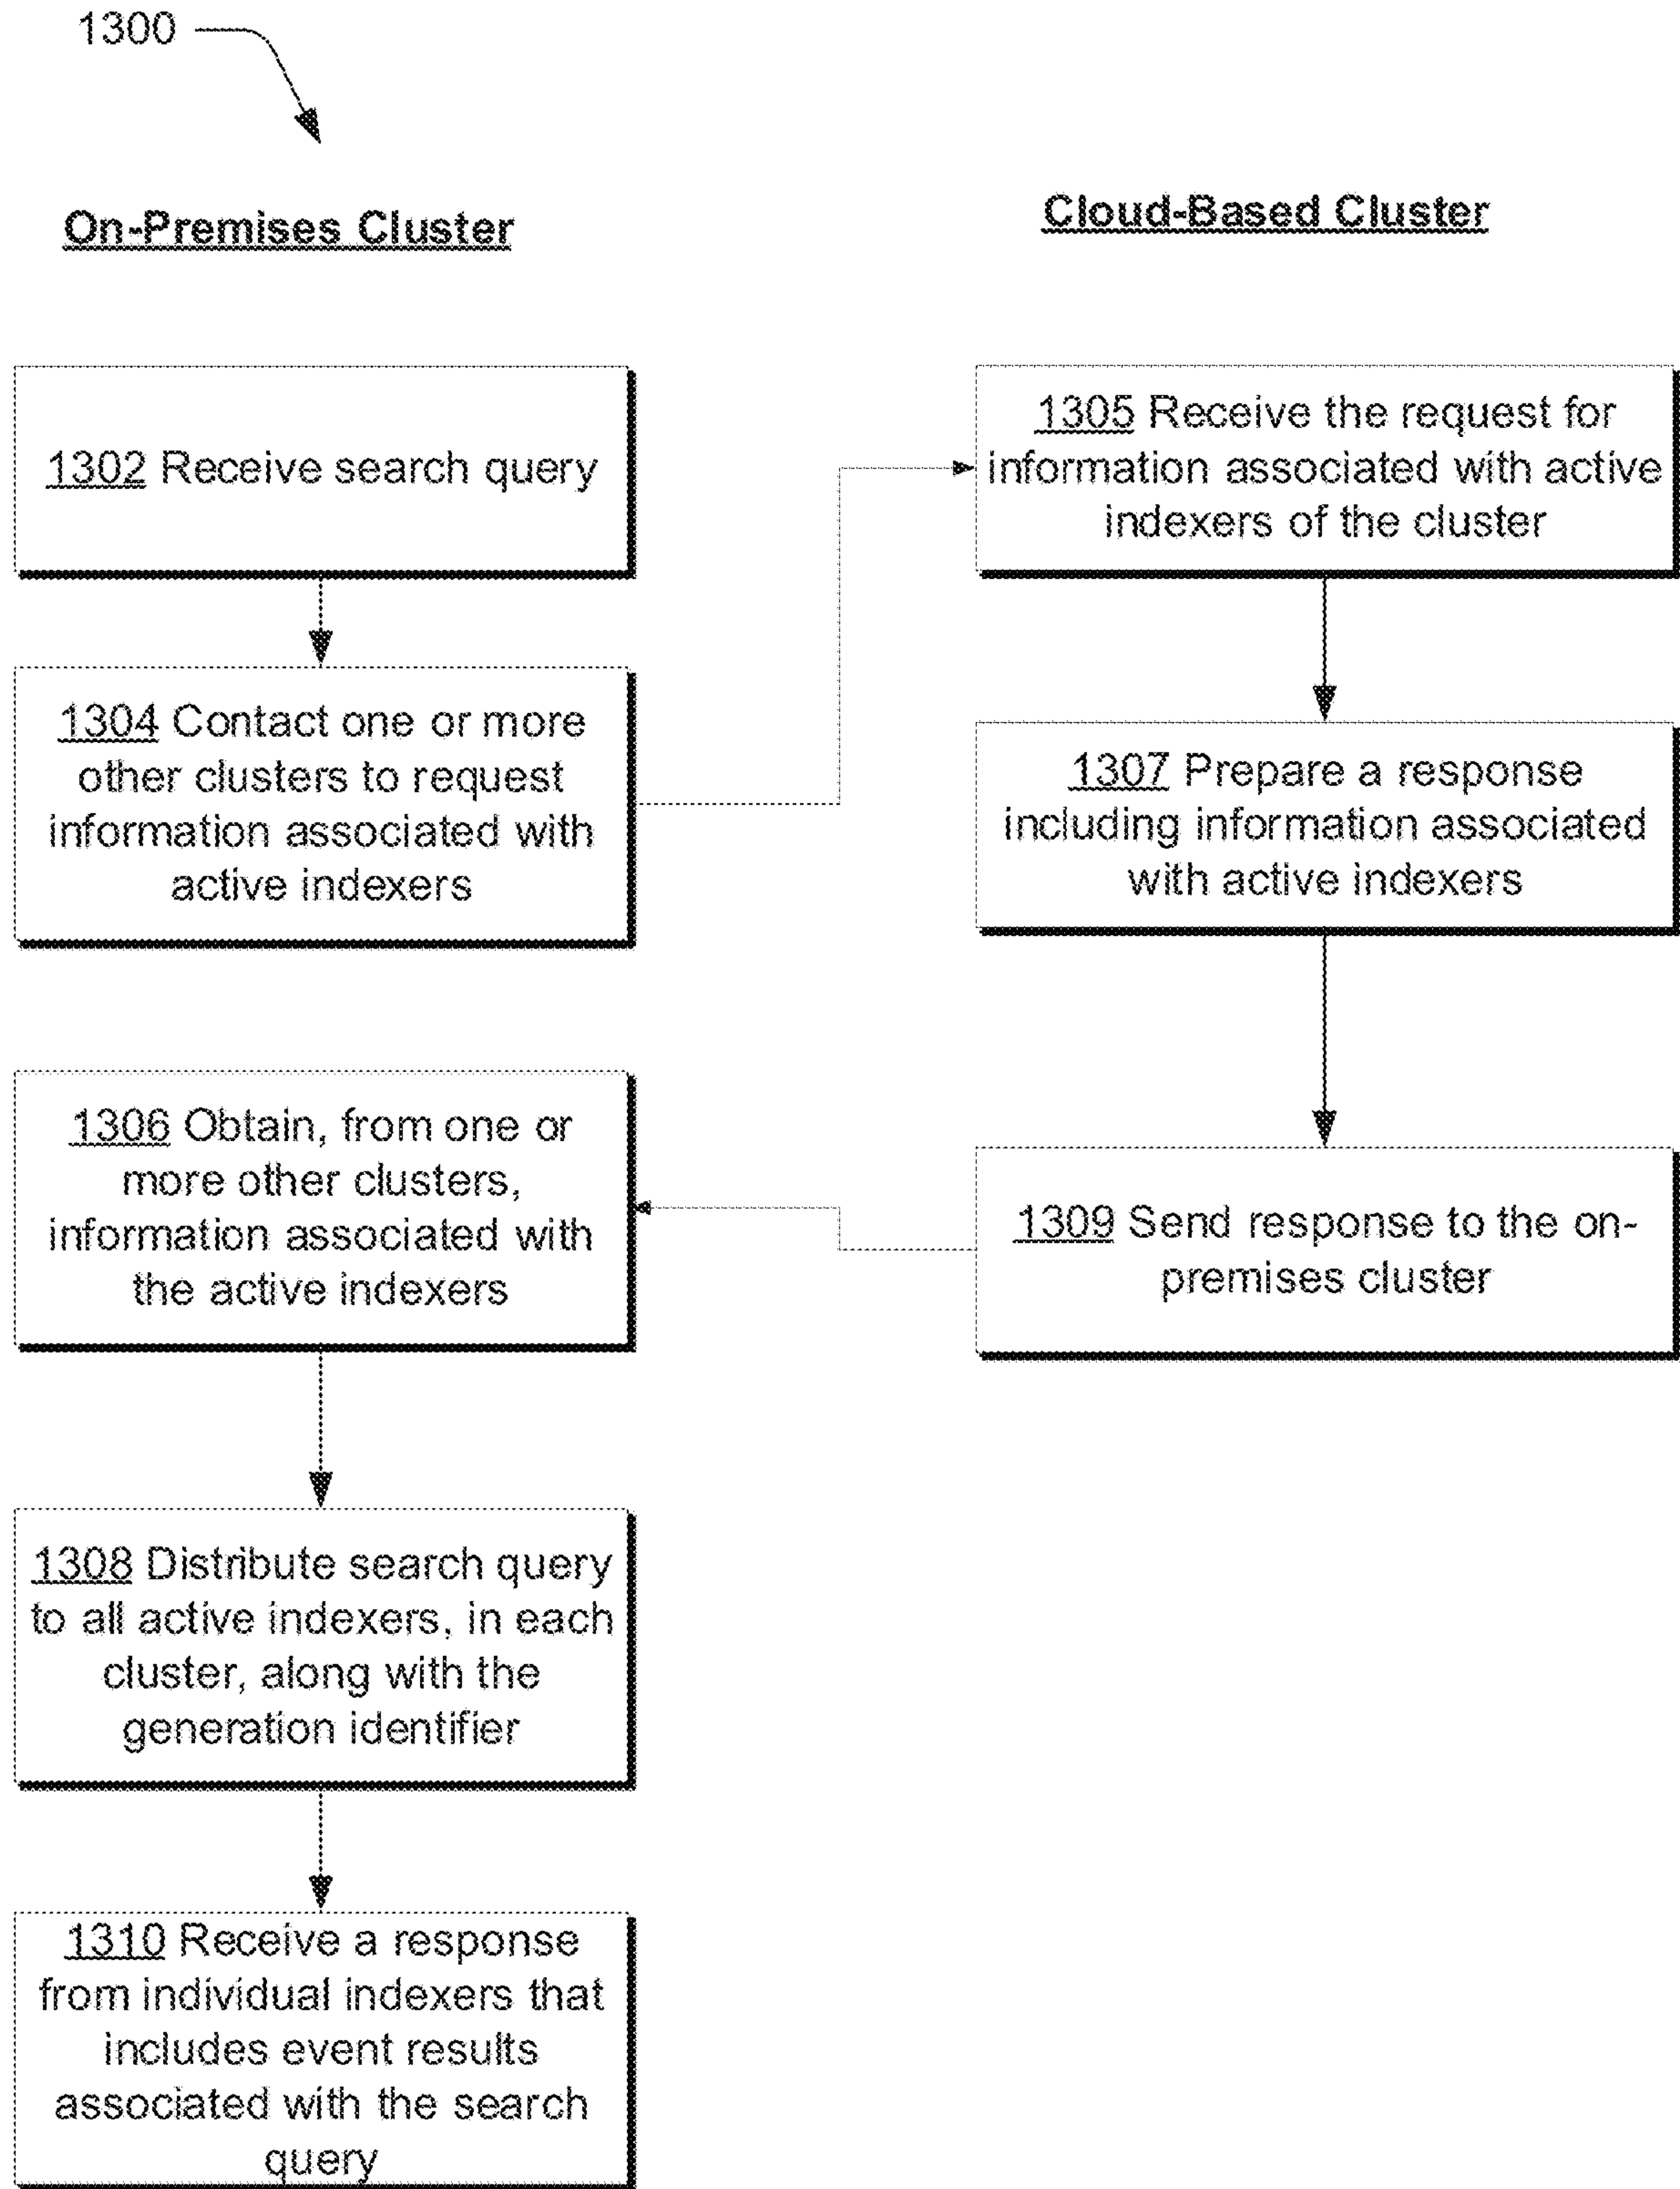 1300
On-Premises Cluster
1302 Receive search query
1304 Contact one or more
other clusters to request
information associated with
active indexers
1306 Obtain, from one or
more other clusters,
information associated with
the active indexers
1308 Distribute search query
to all active indexers, in each
cluster, along with the
generation identifier
1310 Receive a response
from individual indexers that
includes event results
associated with the search
query
Cloud-Based Cluster
1305 Receive the request for
information associated with active
indexers of the cluster
1307 Prepare a response
including information associated
with active indexers
1309 Send response to the on-
premises cluster